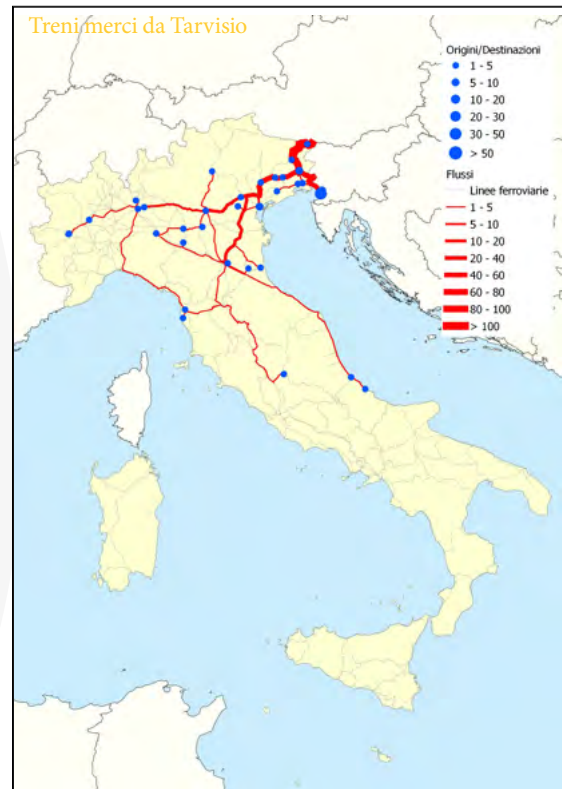 Treni merci da Tarvisio
Origini/Destinazioni
1 - 5
5 - 10
10 - 20
20 - 30
30 - 50
> 50
Flussi
Linee ferroviarie
1 - 5
5 - 10
10 - 20
20 - 40
40 - 60
60 - 80
80 - 100
> 100